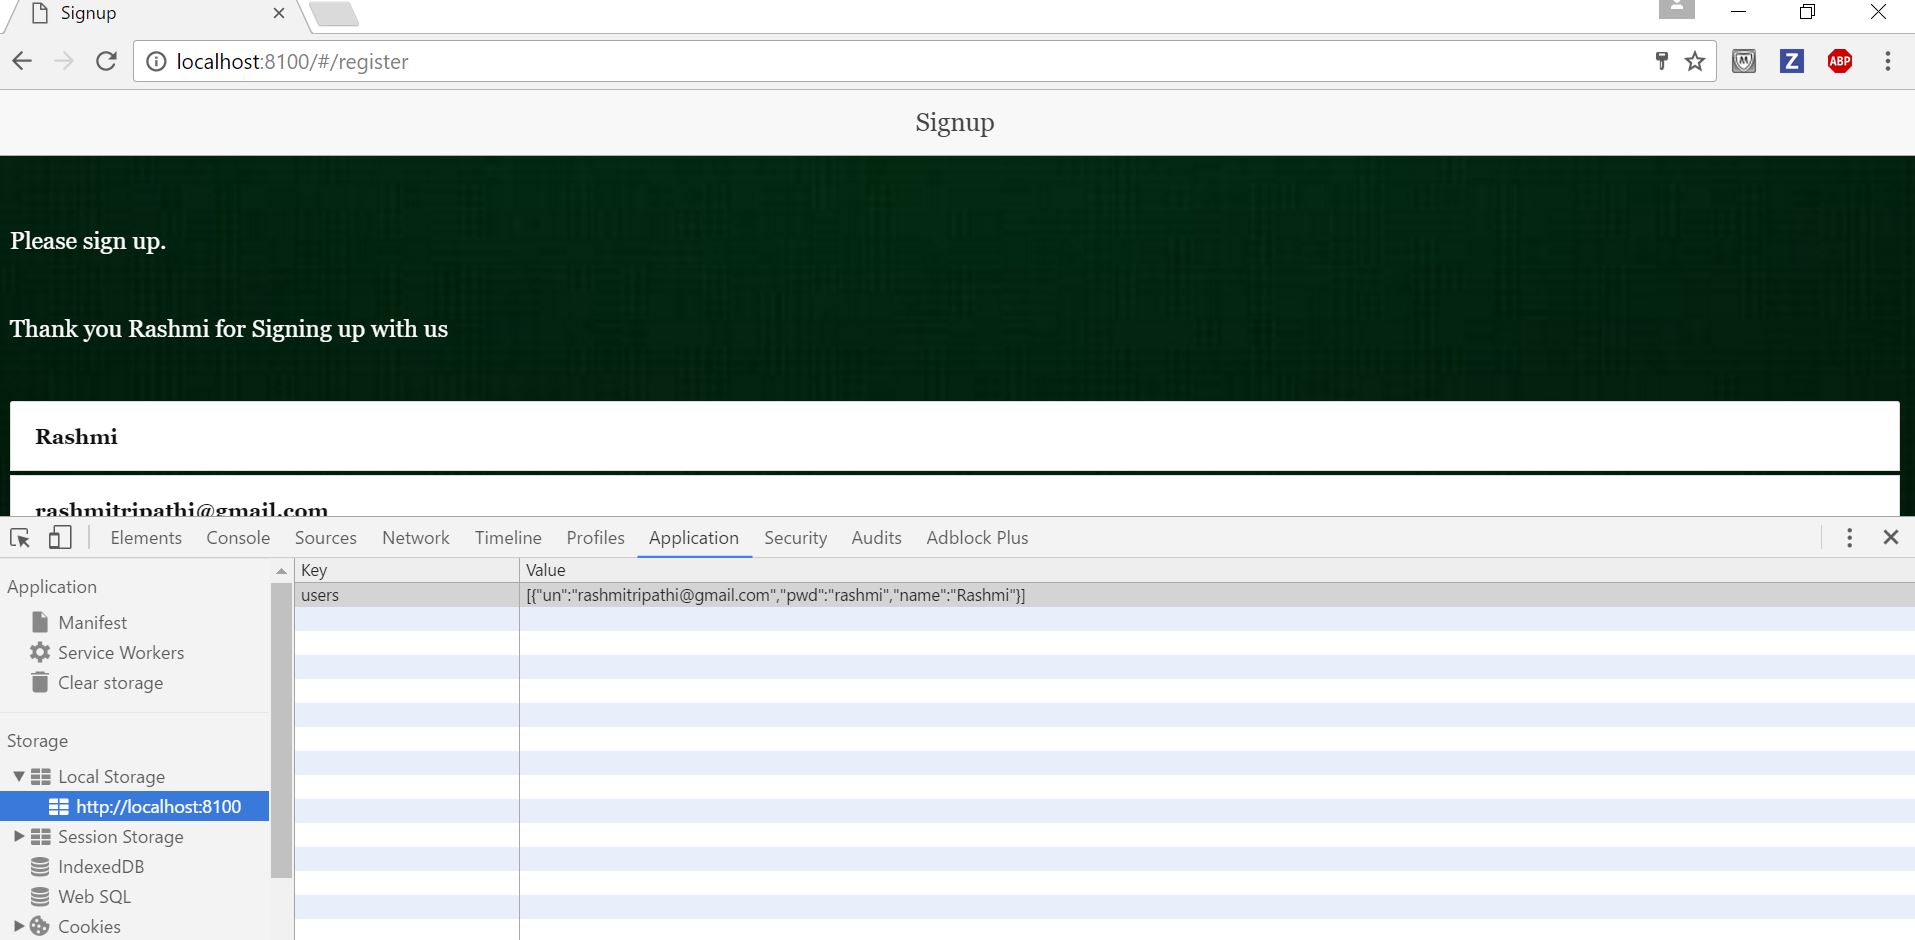 Signup
localhost:8100/#/register
Z
ABP
Signup
Please sign up.
Thank you Rashmi for Signing up with us
Rashmi
rashmitripathi@gmail.com
Elements Console Sources Network Timeline Profiles Application Security Audits Adblock Plus
Application
Manifest
Service Workers
Clear storage
Storage
Local Storage
http://localhost:8100
Session Storage
IndexedDB
Web SQL
Cookies
Key Value
users [{"un":"rashmitripathi@gmail.com","pwd":"rashmi","name":"Rashmi"}]